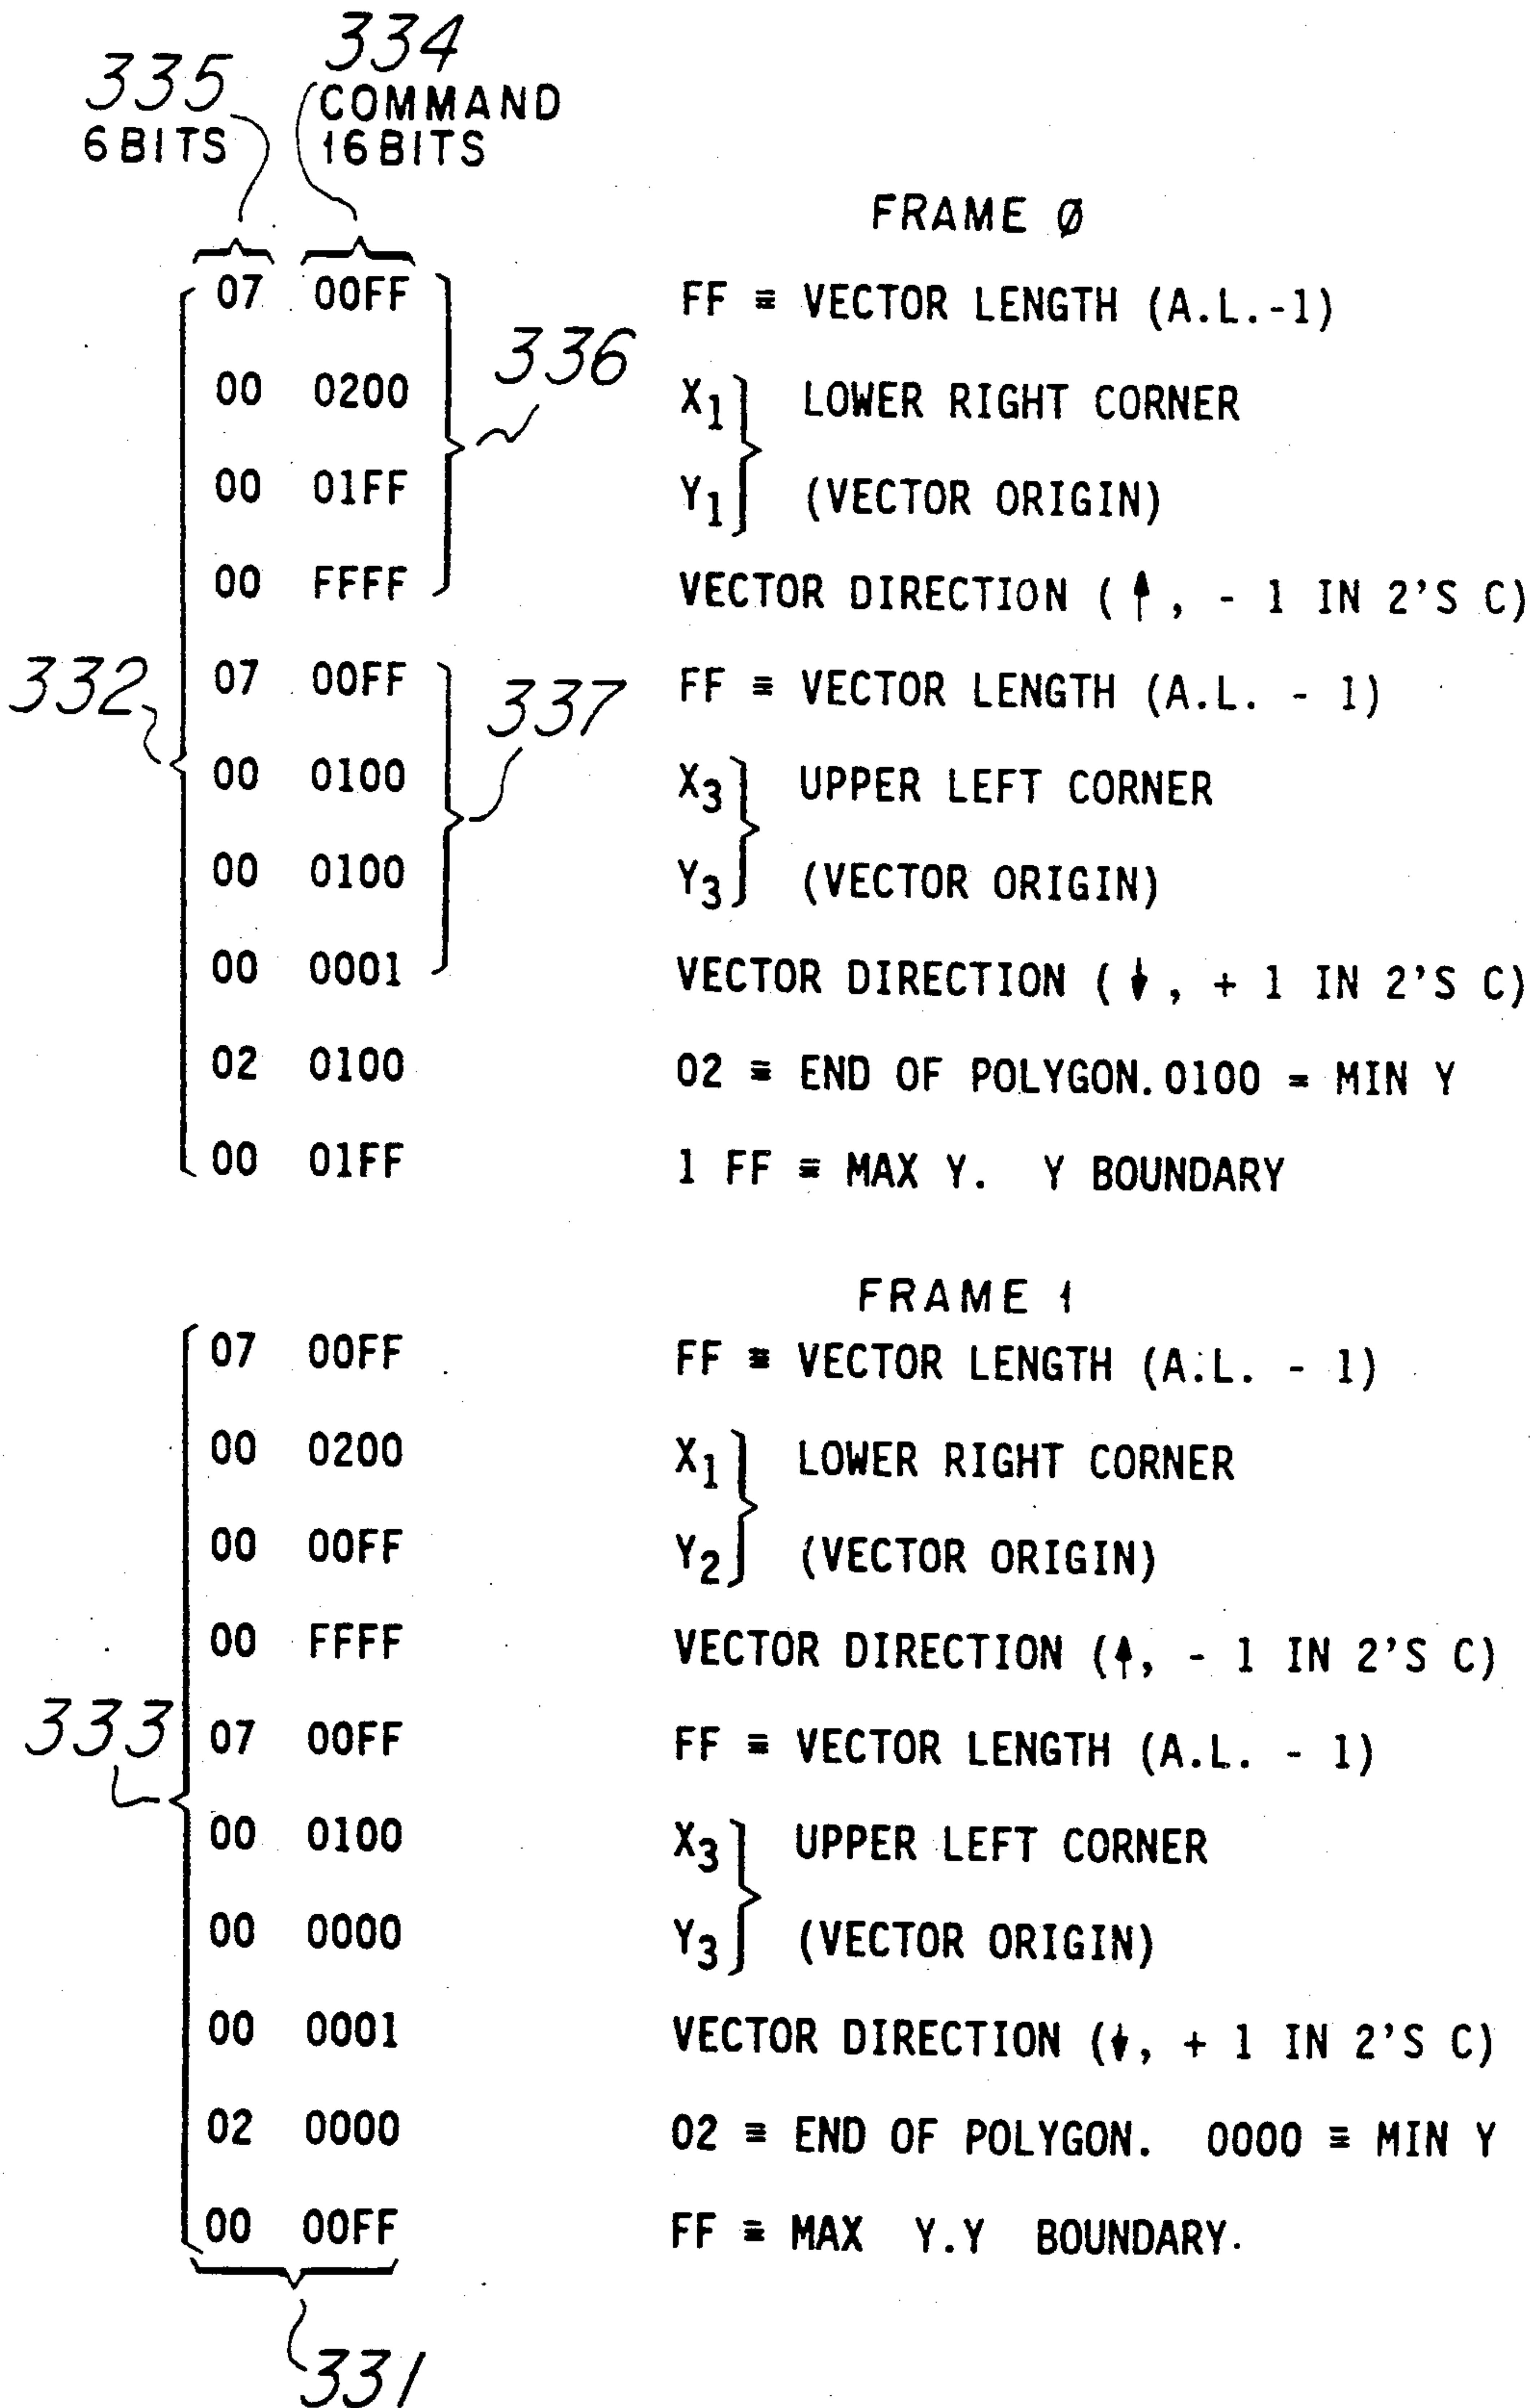 334
335 COMMAND
6BITS 16BITS
FRAME Ø
07 00FF FF ≡ VECTOR LENGTH (A.L.-1)
336
00 0200 X1 LOWER RIGHT CORNER
00 01FF Y1 (VECTOR ORIGIN)
00 FFFF VECTOR DIRECTION (↑, - 1 IN 2'S C)
332 07 00FF 337 FF ≡ VECTOR LENGTH (A.L. - 1)
00 0100 X3 UPPER LEFT CORNER
00 0100 Y3 (VECTOR ORIGIN)
00 0001 VECTOR DIRECTION (↓, + 1 IN 2'S C)
02 0100 02 ≡ END OF POLYGON.0100 = MIN Y
00 01FF 1 FF ≡ MAX Y. Y BOUNDARY
FRAME 1
07 00FF FF ≡ VECTOR LENGTH (A.L. - 1)
00 0200 X1 LOWER RIGHT CORNER
00 00FF Y2 (VECTOR ORIGIN)
00 FFFF VECTOR DIRECTION (↑, - 1 IN 2'S C)
333 07 00FF FF ≡ VECTOR LENGTH (A.L. - 1)
00 0100 X3 UPPER LEFT CORNER
00 0000 Y3 (VECTOR ORIGIN)
00 0001 VECTOR DIRECTION (↓, + 1 IN 2'S C)
02 0000 02 ≡ END OF POLYGON. 0000 ≡ MIN Y
00 00FF FF ≡ MAX Y.Y BOUNDARY.
331